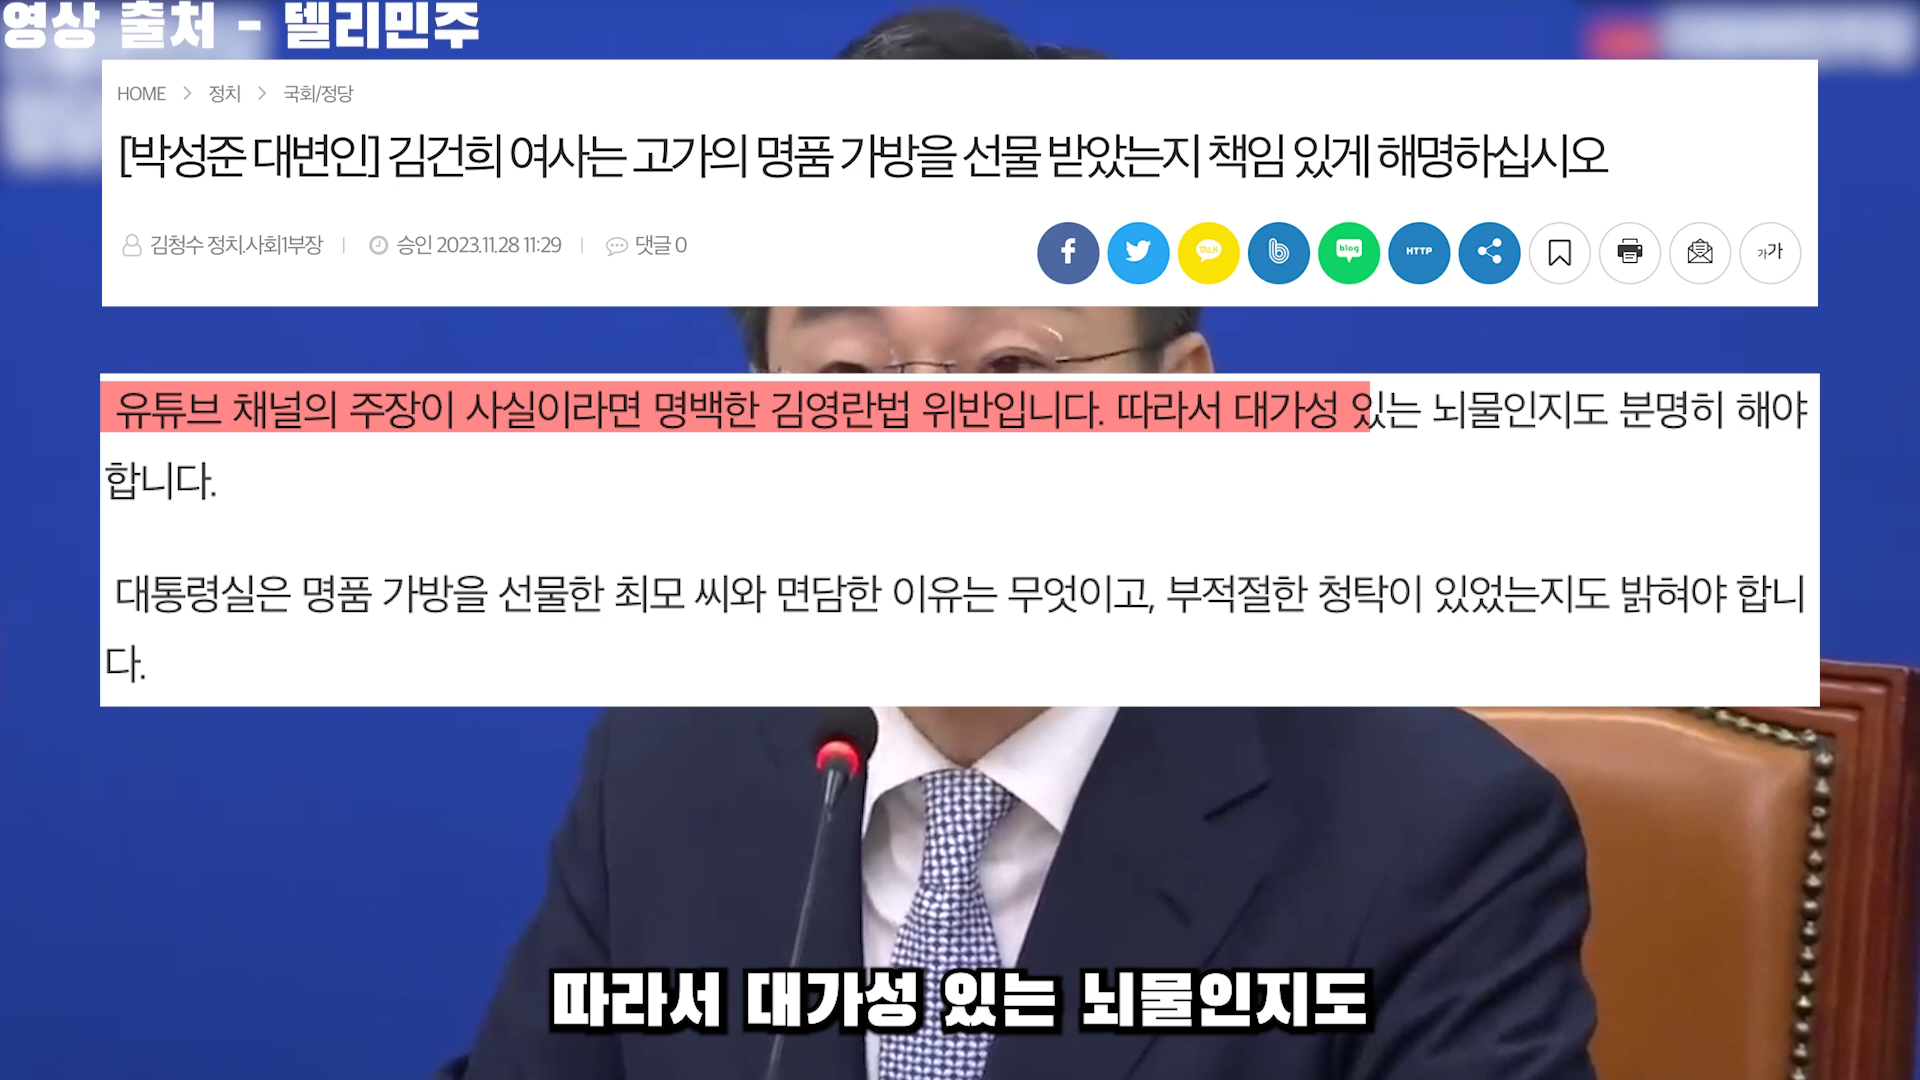 영상 출처 - 델리민주
HOME > 정치 > 국회/정당
[박성준 대변인] 김건희 여사는 고가의 명품 가방을 선물 받았는지 책임 있게 해명하십시오
김청수 정치.사회1부장 | 승인 2023.11.28 11:29 | 댓글 0
TALK
blog
HTTP
가가
유튜브 채널의 주장이 사실이라면 명백한 김영란법 위반입니다. 따라서 대가성 있는 뇌물인지도 분명히 해야
합니다.
대통령실은 명품 가방을 선물한 최모 씨와 면담한 이유는 무엇이고, 부적절한 청탁이 있었는지도 밝혀야 합니
다.
따라서 대가성 있는 뇌물인지도